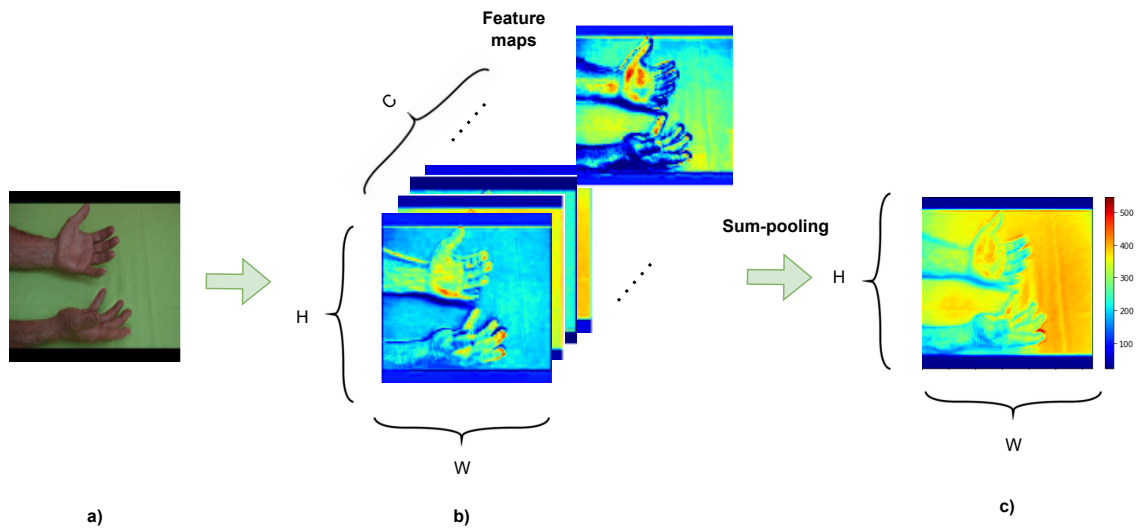 Feature
maps
C
Sum-pooling
H
W
H
W
500
400
300
200
100
a)
b)
c)